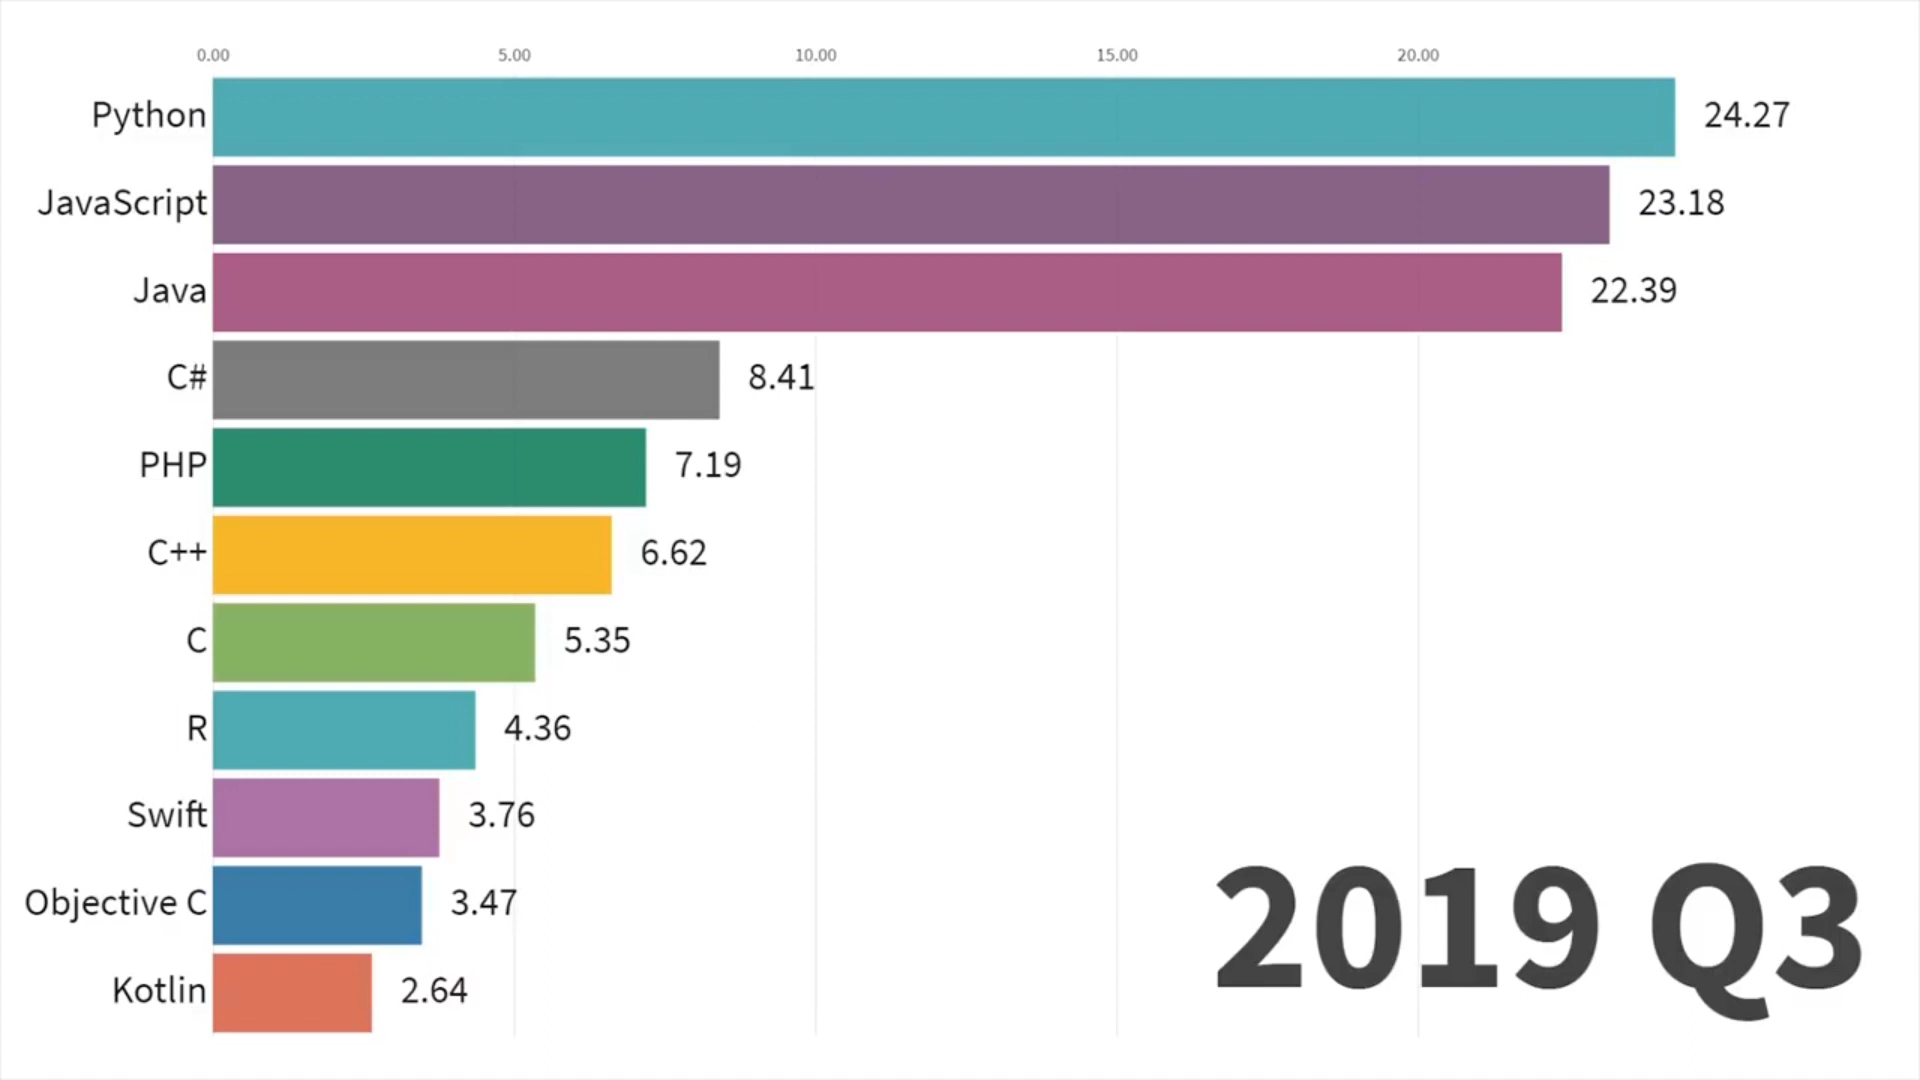 0.00 5.00 10.00 15.00 20.00
Python 24.27
JavaScript 23.18
Java 22.39
C# 8.41
PHP 7.19
C++ 6.62
C 5.35
R 4.36
Swift 3.76
Objective C 3.47
Kotlin 2.64
2019 Q3